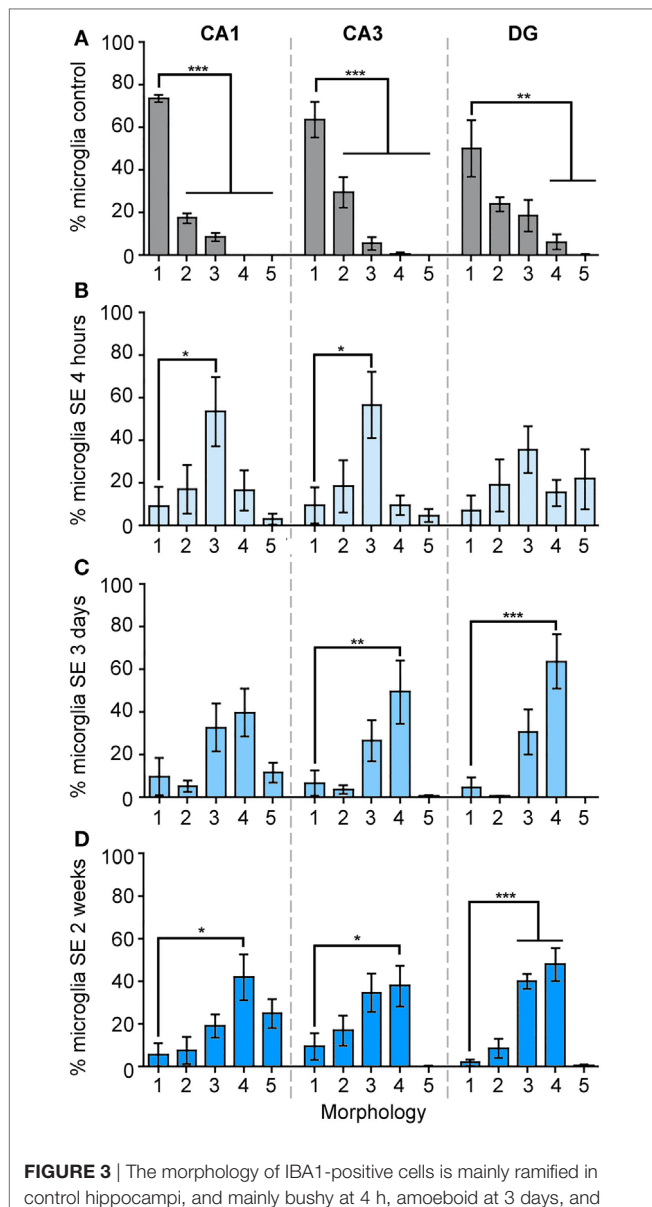 CA1 CA3 DG
A
% microglia control
100
80
60
40
20
0
*** *** **
1 2 3 4 5 1 2 3 4 5 1 2 3 4 5
B
% microglia SE 4 hours
100
80
60
40
20
0
* *
1 2 3 4 5 1 2 3 4 5 1 2 3 4 5
C
% micorglia SE 3 days
100
80
60
40
20
0
** ***
1 2 3 4 5 1 2 3 4 5 1 2 3 4 5
D
% microglia SE 2 weeks
100
80
60
40
20
0
* * ***
1 2 3 4 5 1 2 3 4 5 1 2 3 4 5
Morphology
FIGURE 3 | The morphology of IBA1-positive cells is mainly ramified in
control hippocampi, and mainly bushy at 4 h, amoeboid at 3 days, and